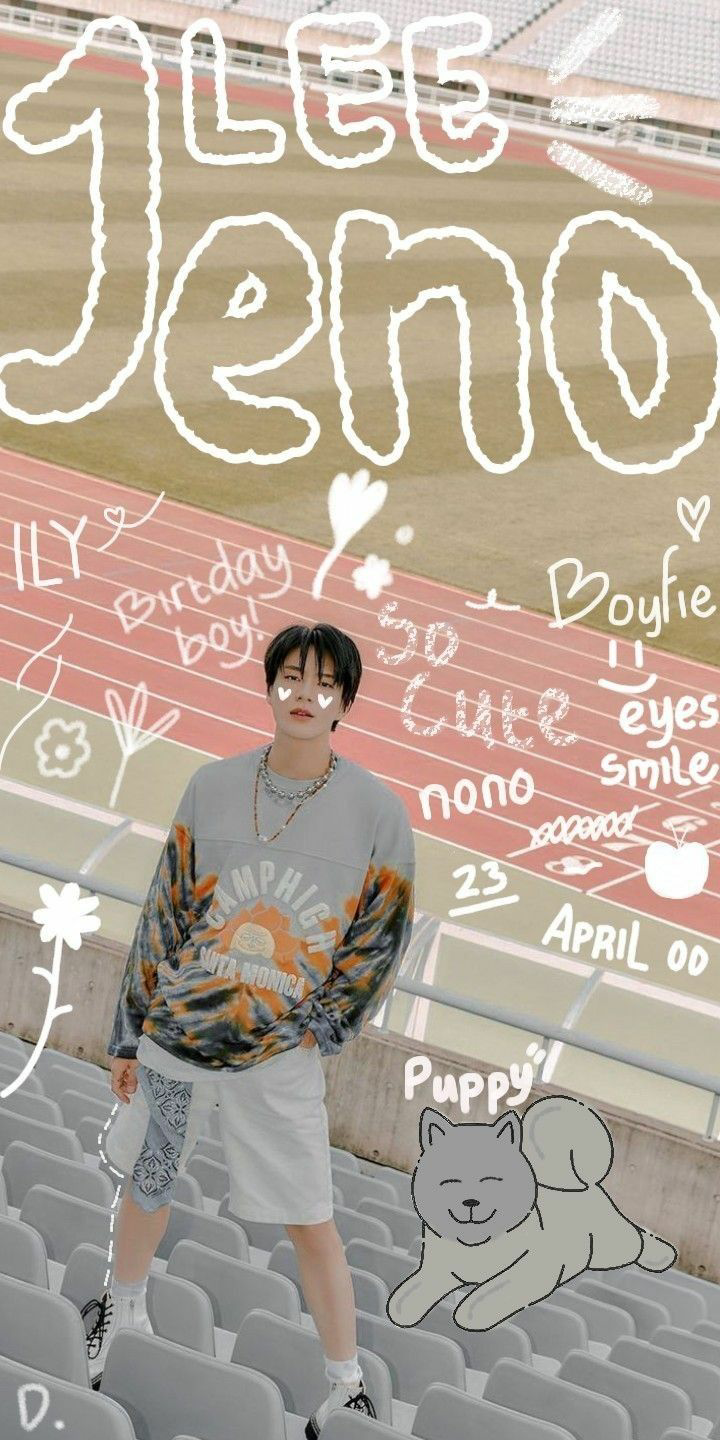 LEE
Jeno
ILY
Birtday
boy!
Boyfie
So
Cute
eyes
smile
nono
23
APRIL 00
CAMPHIGH
SANTA MONICA
Puppy
D.